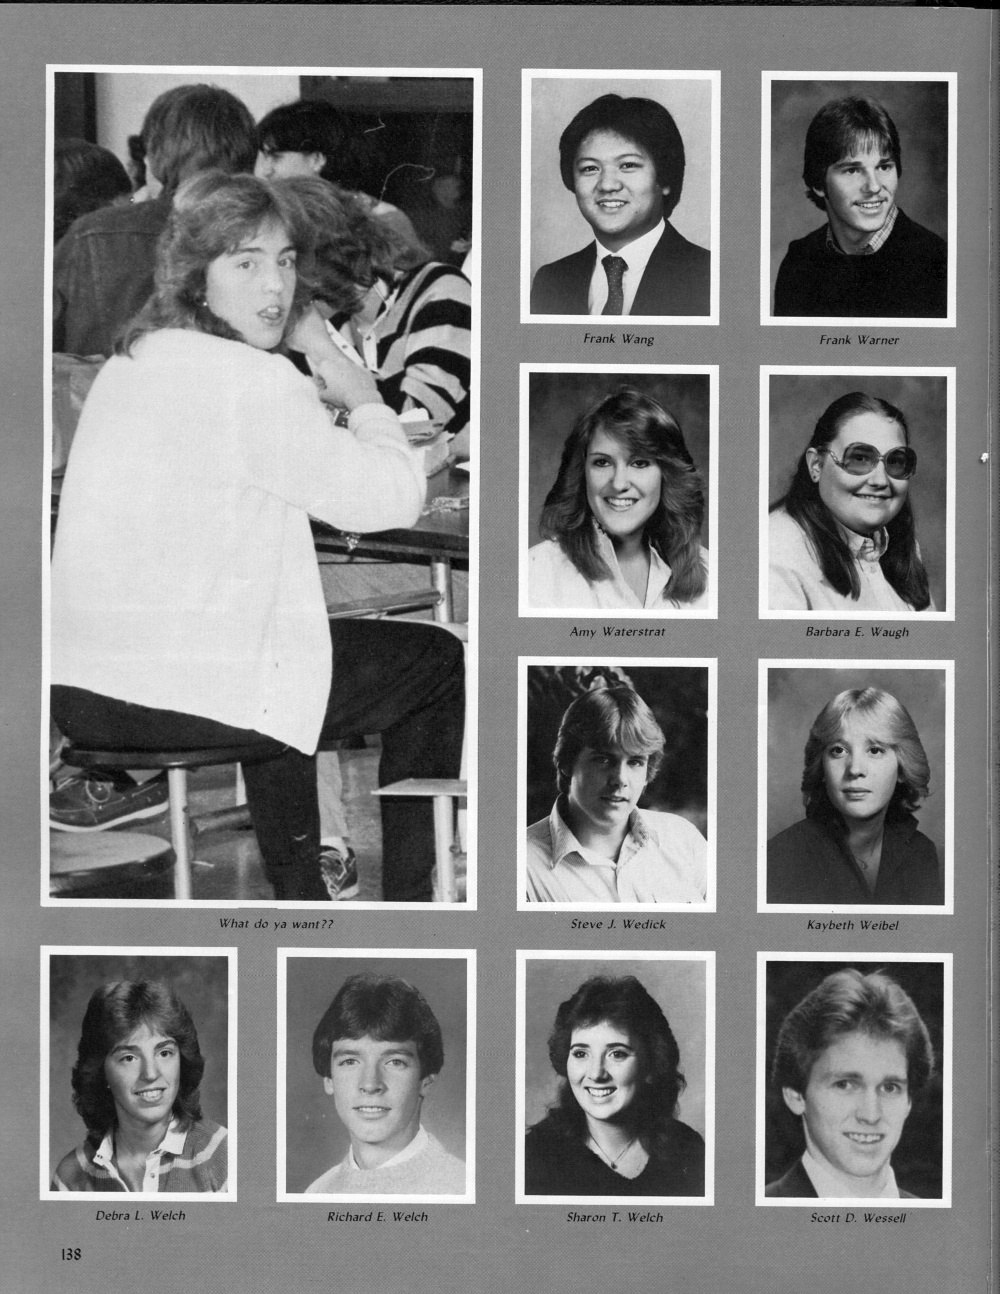 Frank Wang
Frank Warner
Amy Waterstrat
Barbara E. Waugh
What do ya want??
Steve J. Wedick
Kaybeth Weibel
Debra L. Welch
Richard E. Welch
Sharon T. Welch
Scott D. Wessell
138